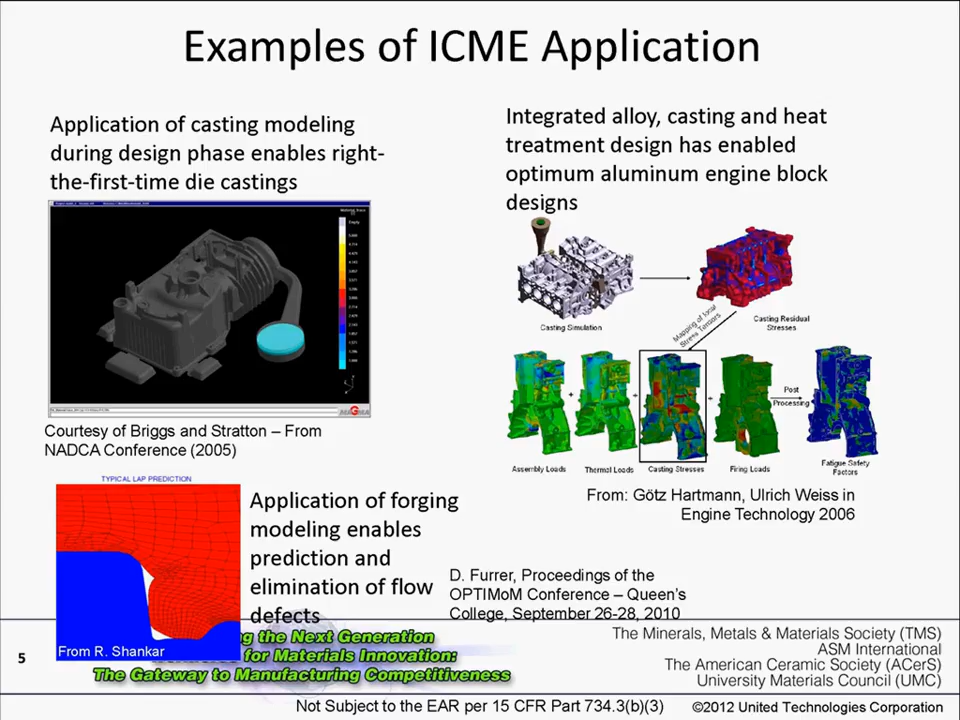 Examples of ICME Application
Application of casting modeling
during design phase enables right-
the-first-time die castings
Integrated alloy, casting and heat
treatment design has enabled
optimum aluminum engine block
designs
Empty
MAGMA
Casting Simulation
Casting Residual
Stresses
Mapping of local
Stress Tensors
Assembly Loads
+
Thermal Loads
+
Casting Stresses
+
Firing Loads
Post
Processing
Fatigue Safety
Factors
Courtesy of Briggs and Stratton – From
NADCA Conference (2005)
From: Götz Hartmann, Ulrich Weiss in
Engine Technology 2006
TYPICAL LAP PREDICTION
From R. Shankar
Application of forging
modeling enables
prediction and
elimination of flow
defects
D. Furrer, Proceedings of the
OPTIMoM Conference – Queen's
College, September 26-28, 2010
5
the Next Generation
for Materials Innovation:
The Gateway to Manufacturing Competitiveness
The Minerals, Metals & Materials Society (TMS)
ASM International
The American Ceramic Society (ACerS)
University Materials Council (UMC)
Not Subject to the EAR per 15 CFR Part 734.3(b)(3)
©2012 United Technologies Corporation